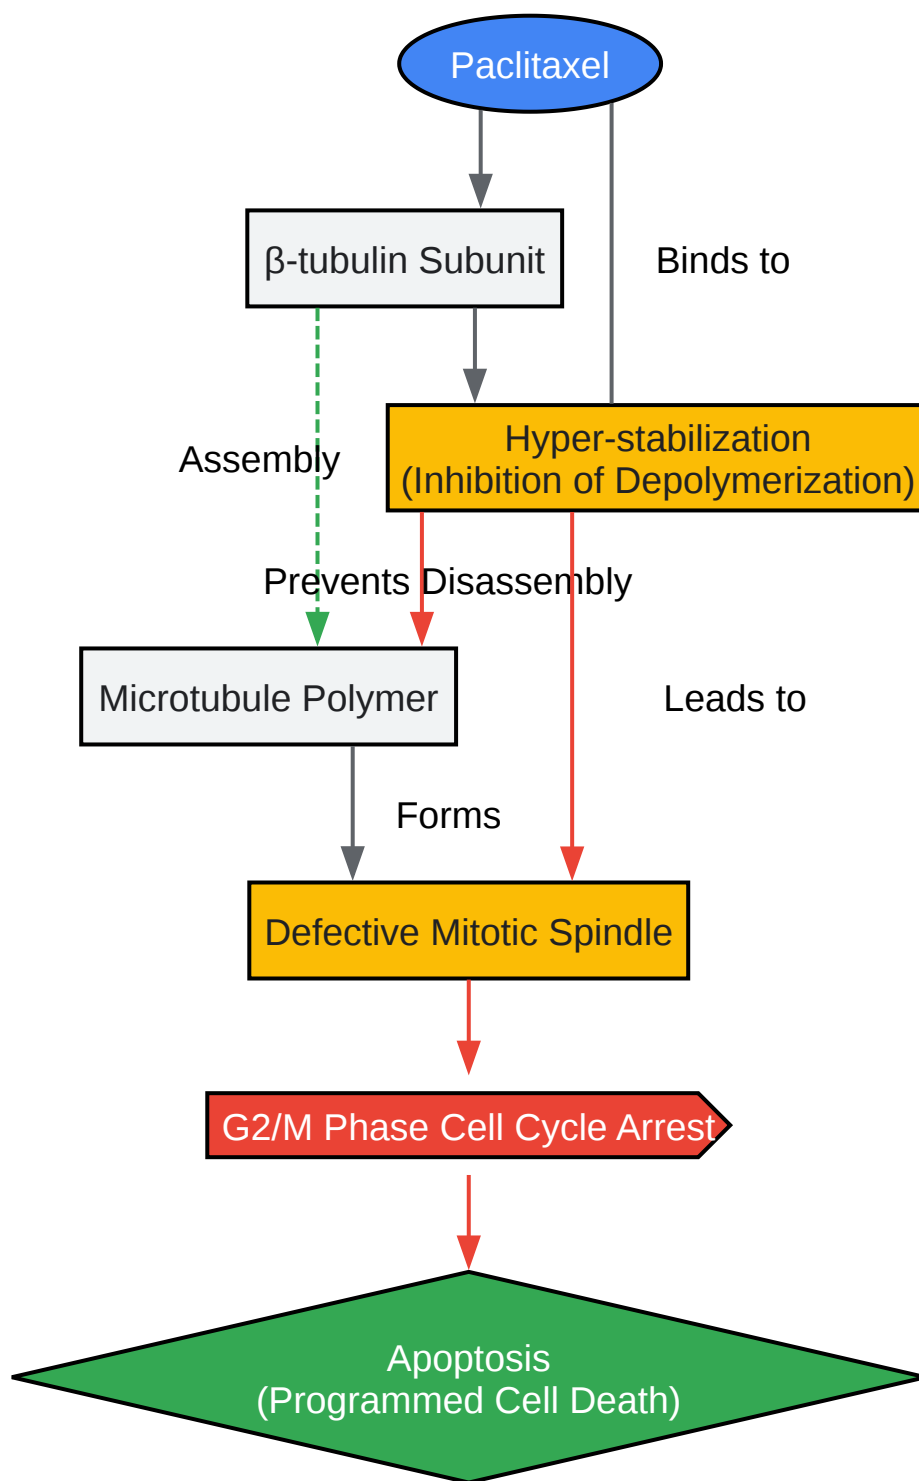 Paclitaxel
β-tubulin Subunit
Binds to
Hyper-stabilization
(Inhibition of Depolymerization)
Assembly
Prevents Disassembly
Microtubule Polymer
Leads to
Forms
Defective Mitotic Spindle
G2/M Phase Cell Cycle Arrest
Apoptosis
(Programmed Cell Death)